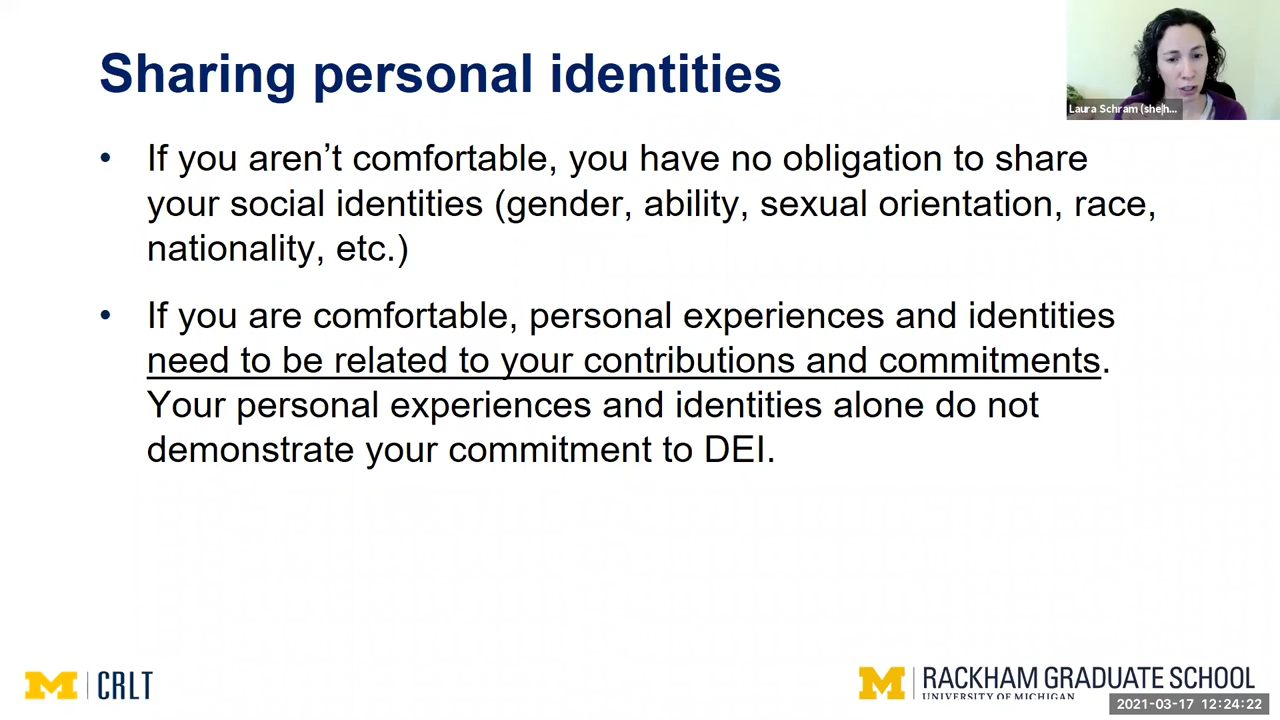 Sharing personal identities
Laura Schram (she|h...
• If you aren’t comfortable, you have no obligation to share
your social identities (gender, ability, sexual orientation, race,
nationality, etc.)
• If you are comfortable, personal experiences and identities
need to be related to your contributions and commitments.
Your personal experiences and identities alone do not
demonstrate your commitment to DEI.
M | CRLT
M | RACKHAM GRADUATE SCHOOL
UNIVERSITY OF MICHIGAN
2021-03-17 12:24:22